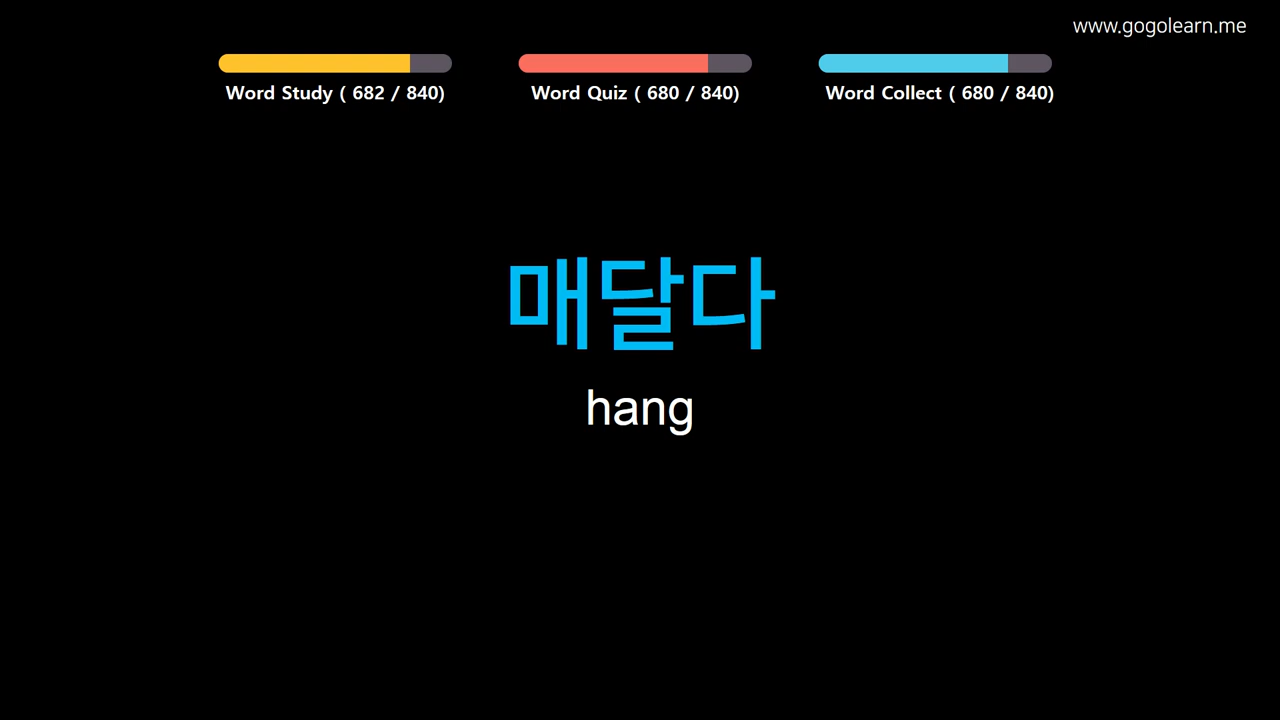 www.gogolearn.me
Word Study ( 682 / 840)
Word Quiz ( 680 / 840)
Word Collect ( 680 / 840)
매달다
hang